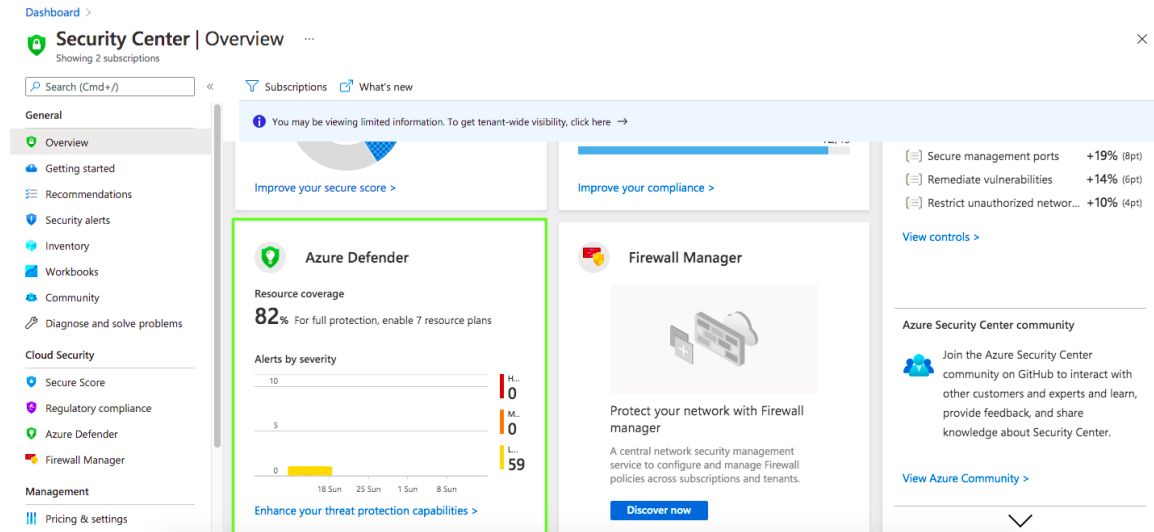 Dashboard >
Security Center | Overview ...
Showing 2 subscriptions
Search (Cmd+/)
«
Subscriptions
What's new
You may be viewing limited information. To get tenant-wide visibility, click here →
General
Overview
Getting started
Recommendations
Security alerts
Inventory
Workbooks
Community
Diagnose and solve problems
Cloud Security
Secure Score
Regulatory compliance
Azure Defender
Firewall Manager
Management
Pricing & settings
Improve your secure score >
Improve your compliance >
Azure Defender
Resource coverage
82% For full protection, enable 7 resource plans
Alerts by severity
10
5
0
18 Sun 25 Sun 1 Sun 8 Sun
H...
0
M...
0
L...
59
Enhance your threat protection capabilities >
Firewall Manager
Protect your network with Firewall
manager
A central network security management
service to configure and manage Firewall
policies across subscriptions and tenants.
Discover now
Secure management ports +19% (8pt)
Remediate vulnerabilities +14% (6pt)
Restrict unauthorized networ... +10% (4pt)
View controls >
Azure Security Center community
Join the Azure Security Center
community on GitHub to interact with
other customers and experts and learn,
provide feedback, and share
knowledge about Security Center.
View Azure Community >